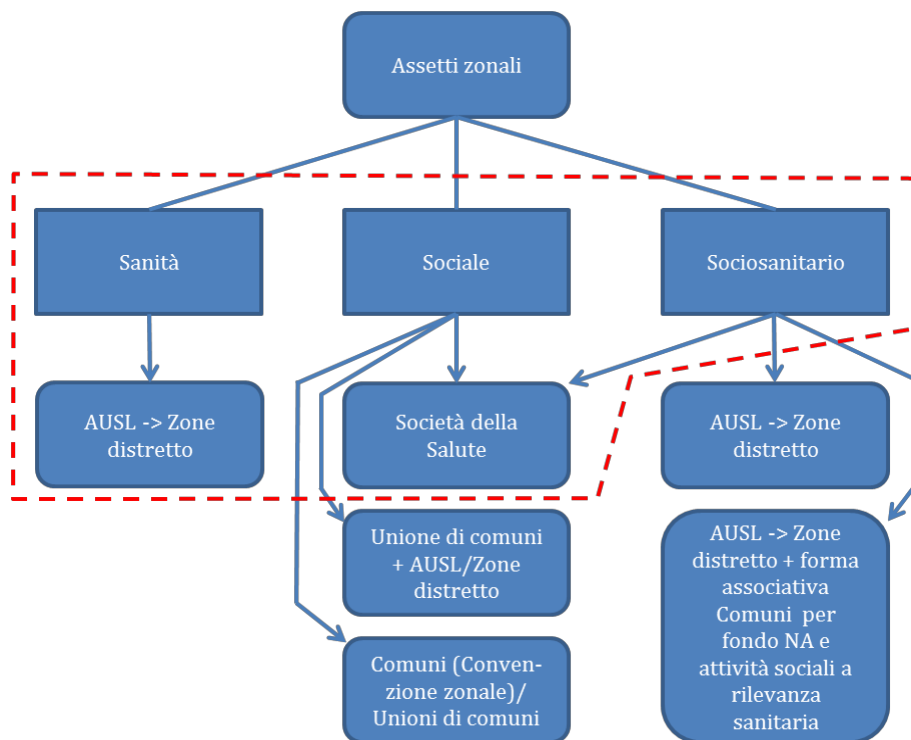 Assetti zonali
Sanità
Sociale
Sociosanitario
AUSL -> Zone
distretto
Società della
Salute
AUSL -> Zone
distretto
Unione di comuni
+ AUSL/Zone
distretto
AUSL -> Zone
distretto + forma
associativa
Comuni per
fondo NA e
attività sociali a
rilevanza
sanitaria
Comuni (Conven-
zione zonale)/
Unioni di comuni